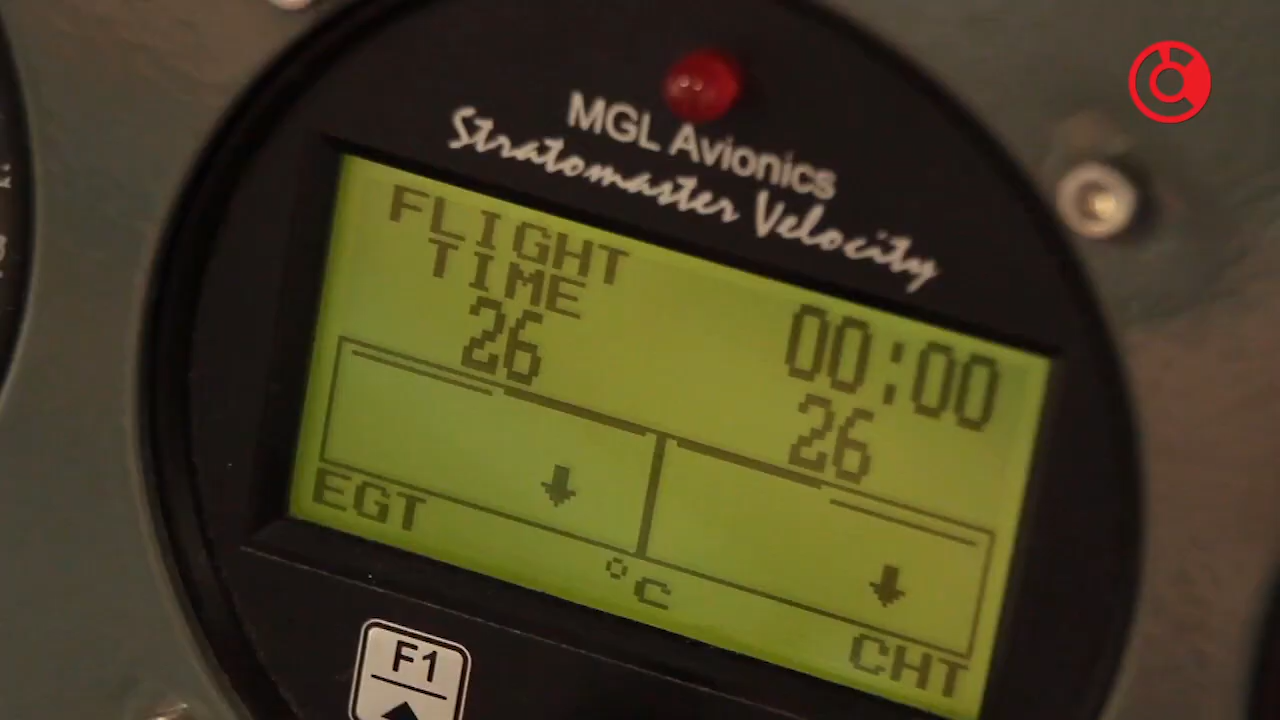 MGL Avionics
Stratomaster Velocity
FLIGHT
TIME
00:00
26
26
EGT
°C
CHT
F1